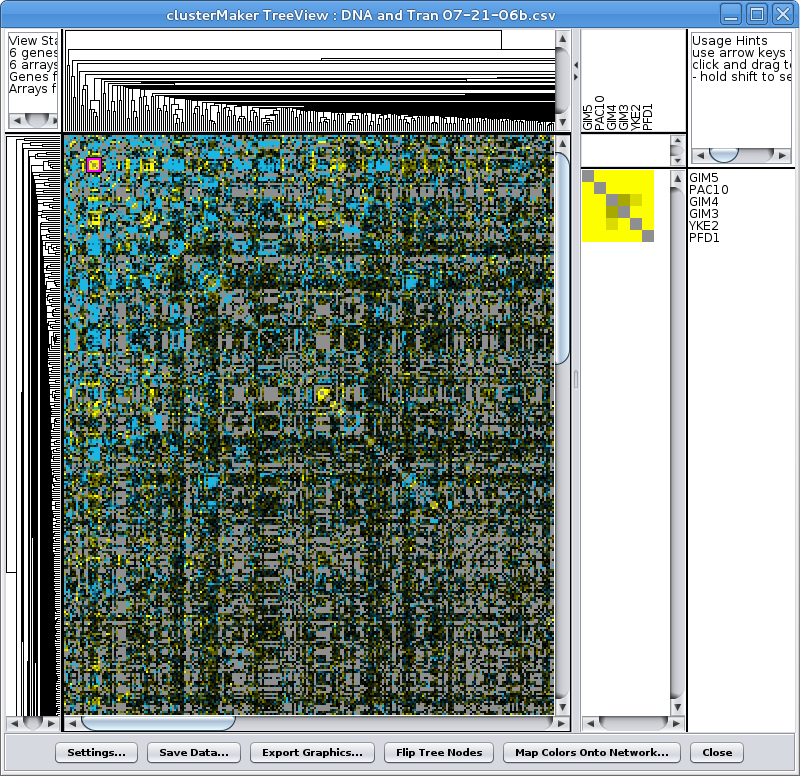 clusterMaker TreeView : DNA and Tran 07-21-06b.csv
View Sta
6 genes
6 arrays
Genes f
Arrays f
GIM5
PAC10
GIM4
GIM3
YKE2
PFD1
Usage Hints
use arrow keys
click and drag t
- hold shift to se
GIM5
PAC10
GIM4
GIM3
YKE2
PFD1
Settings...
Save Data...
Export Graphics...
Flip Tree Nodes
Map Colors Onto Network...
Close